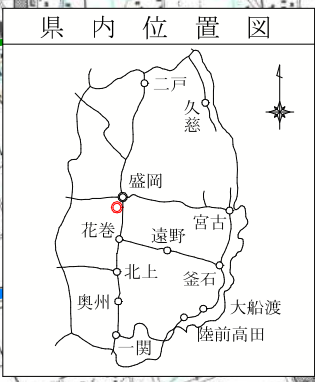 県内位置図
二戸
久慈
盛岡
宮古
花巻
遠野
北上
釜石
奥州
大船渡
陸前高田
一関